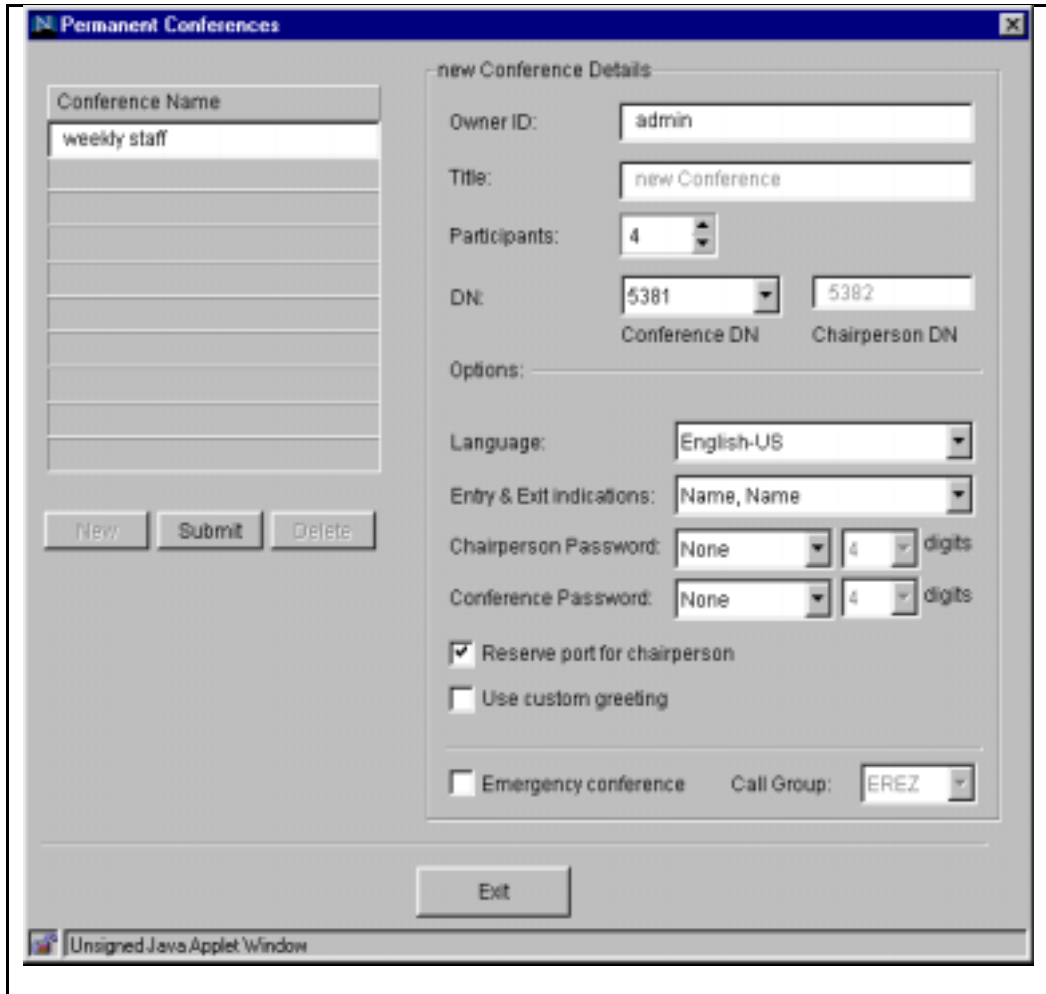 Permanent Conferences
Conference Name
weekly staff
New Submit Delete
new Conference Details
Owner ID: admin
Title: new Conference
Participants: 4
DN: 5381 5382
Conference DN Chairperson DN
Options:
Language: English-US
Entry & Exit indications: Name, Name
Chairperson Password: None 4 digits
Conference Password: None 4 digits
Reserve port for chairperson
Use custom greeting
Emergency conference Call Group: EREZ
Exit
Unsigned Java Applet Window